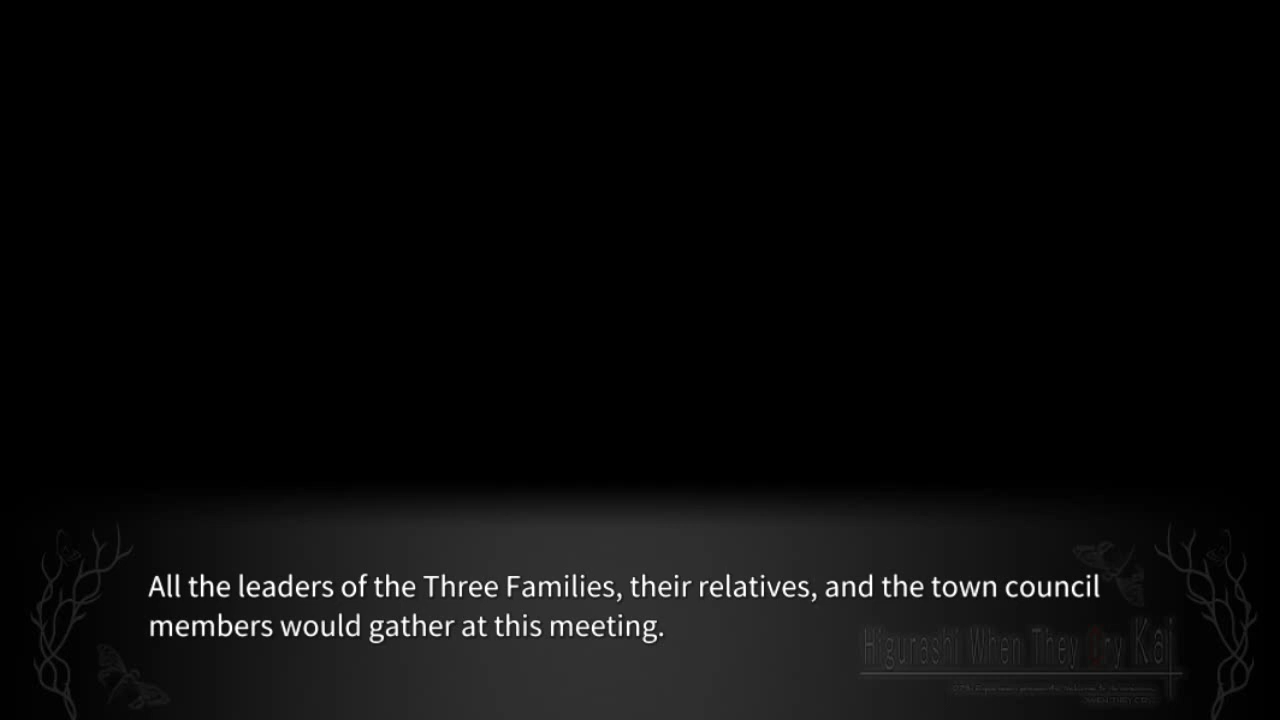 All the leaders of the Three Families, their relatives, and the town council
members would gather at this meeting.
Higurashi When They Cry Kai